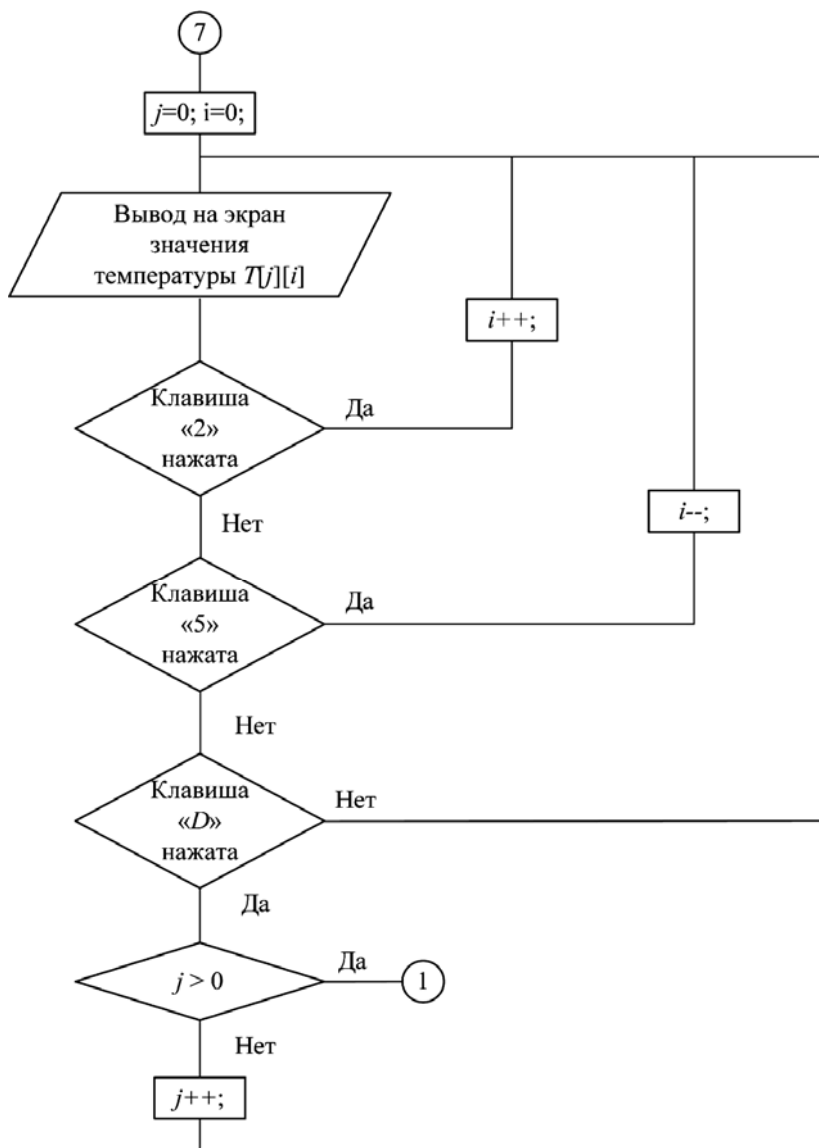 7
j=0; i=0;
Вывод на экран
значения
температуры T[j][i]
i++;
Клавиша
«2»
нажата
Да
Нет
i--;
Клавиша
«5»
нажата
Да
Нет
Клавиша
«D»
нажата
Нет
Да
j > 0
Да
1
Нет
j++;